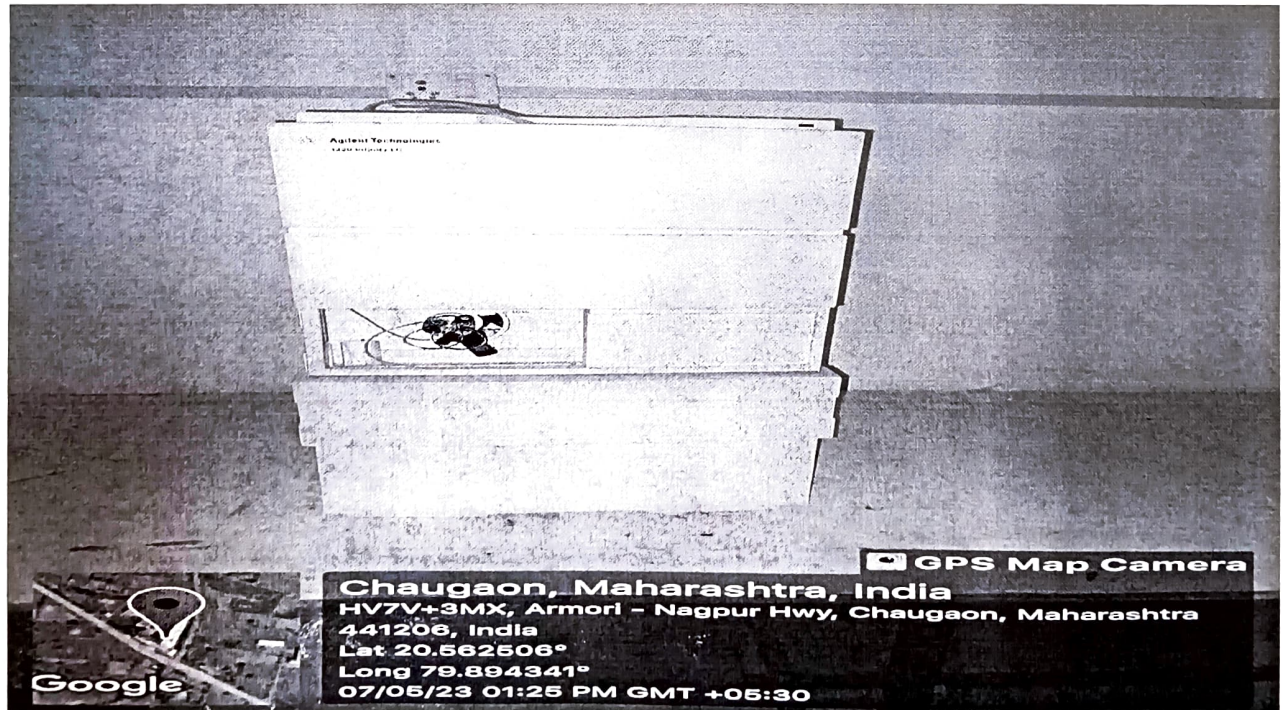 Agilent Technologies
GPS Map Camera
Chaugaon, Maharashtra, India
HV7V+3MX, Armori - Nagpur Hwy, Chaugaon, Maharashtra
441206, India
Lat 20.562506°
Long 79.894341°
07/05/23 01:25 PM GMT +05:30
Google